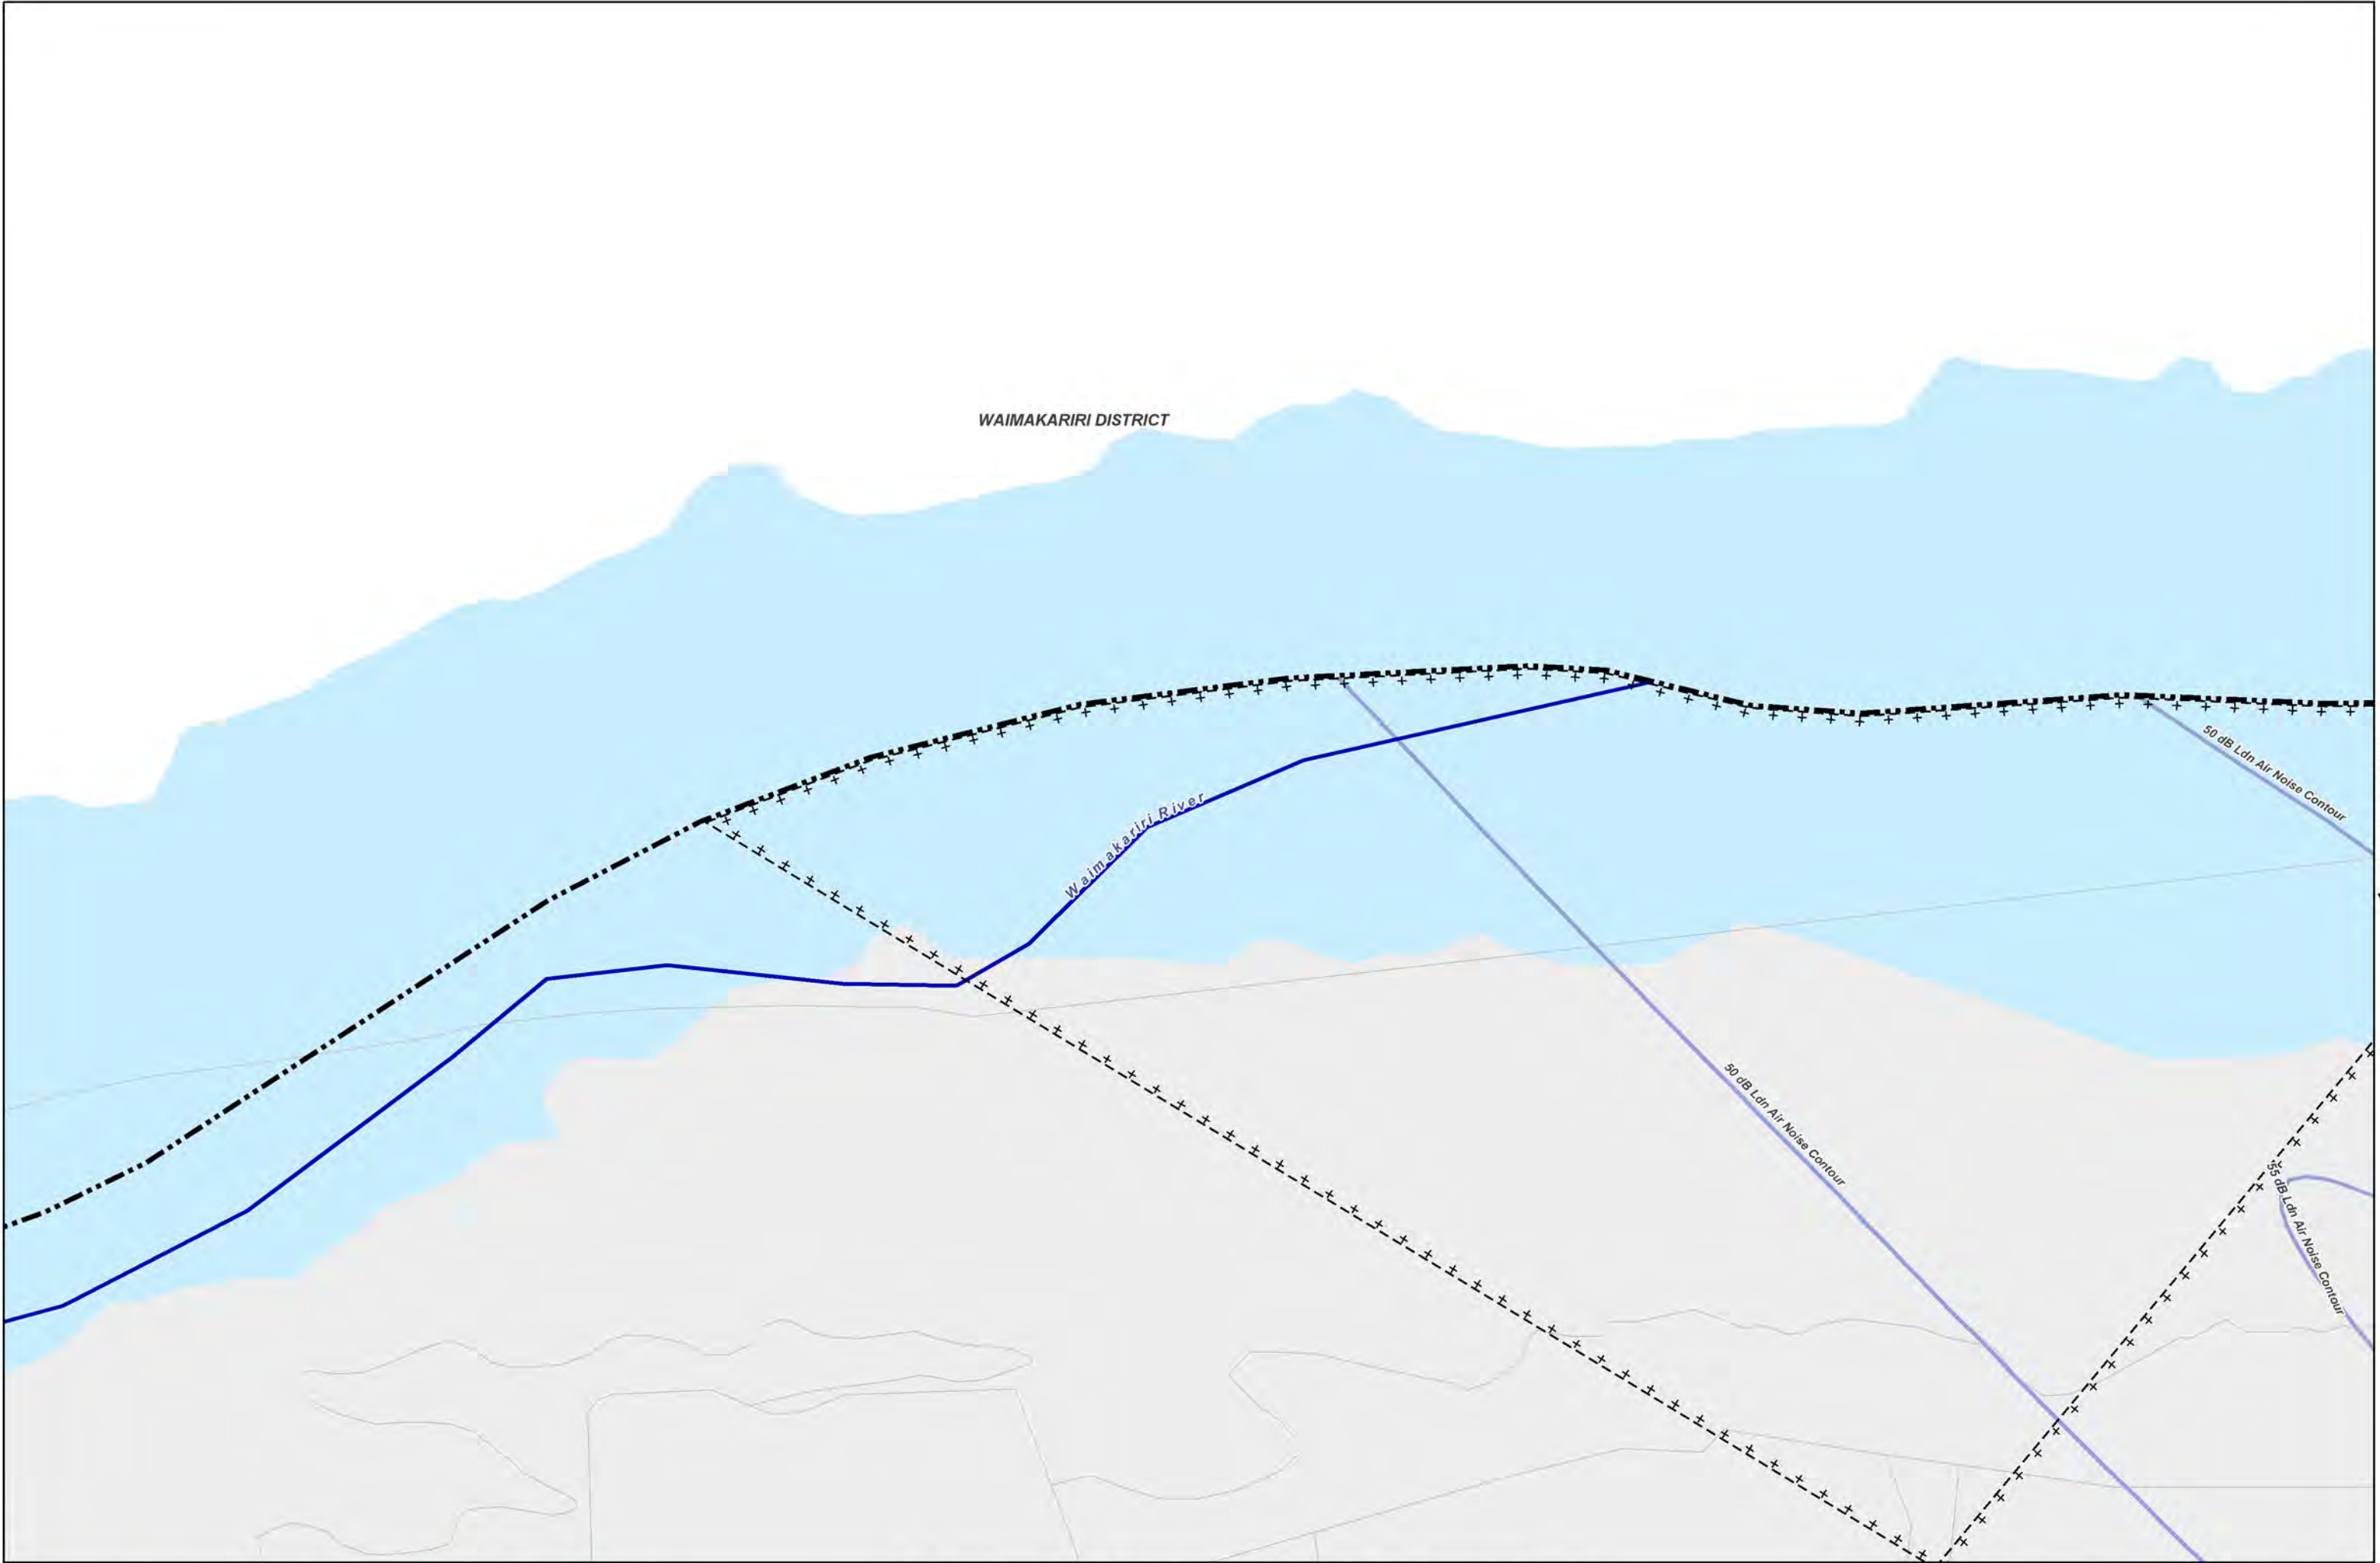 WAIMAKARIRI DISTRICT
50 dB Ldn Air Noise Contour
Waimakariri River
50 dB Ldn Air Noise Contour
55 dB Ldn Air Noise Contour